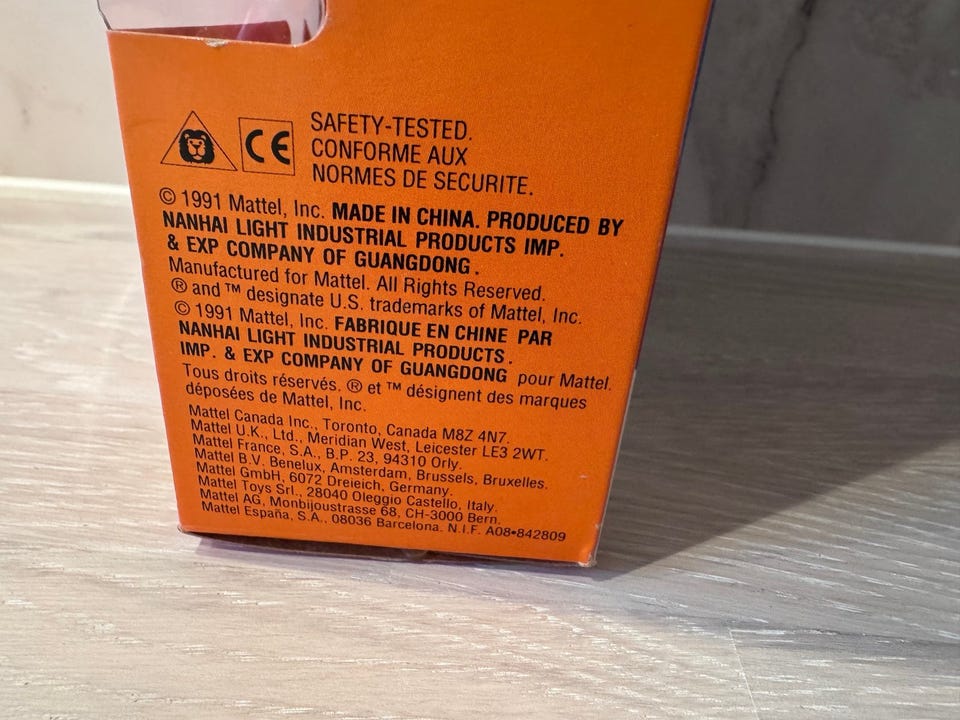 CE
SAFETY-TESTED.
CONFORME AUX
NORMES DE SECURITE.
© 1991 Mattel, Inc. MADE IN CHINA. PRODUCED BY
NANHAI LIGHT INDUSTRIAL PRODUCTS IMP.
& EXP COMPANY OF GUANGDONG.
Manufactured for Mattel. All Rights Reserved.
® and ™ designate U.S. trademarks of Mattel, Inc.
© 1991 Mattel, Inc. FABRIQUE EN CHINE PAR
NANHAI LIGHT INDUSTRIAL PRODUCTS.
IMP. & EXP COMPANY OF GUANGDONG pour Mattel.
Tous droits réservés. ® et ™ désignent des marques
déposées de Mattel, Inc.
Mattel Canada Inc., Toronto, Canada M8Z 4N7.
Mattel U.K., Ltd., Meridian West, Leicester LE3 2WT.
Mattel France, S.A., B.P. 23, 94310 Orly.
Mattel B.V. Benelux, Amsterdam, Brussels, Bruxelles.
Mattel GmbH, 6072 Dreieich, Germany.
Mattel Toys Srl., 28040 Oleggio Castello, Italy.
Mattel AG, Monbijoustrasse 68, CH-3000 Bern.
Mattel España, S.A., 08036 Barcelona. N.I.F. A08•842809